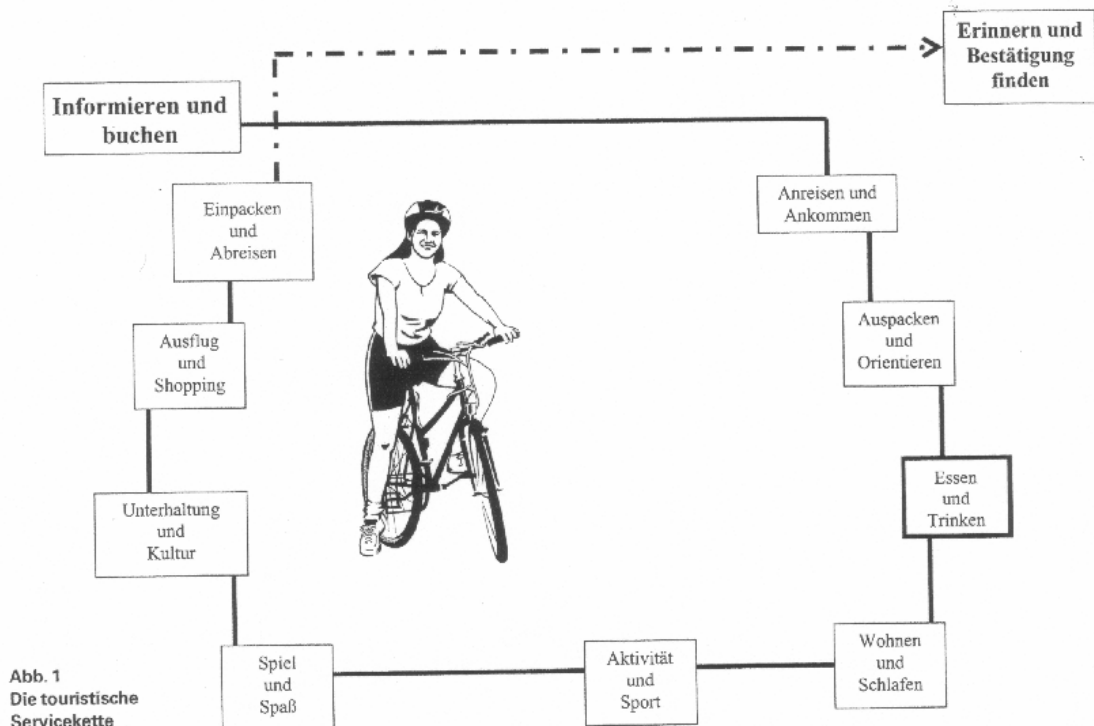 Informieren und
buchen
Erinnern und
Bestätigung
finden
Anreisen und
Ankommen
Auspacken
und
Orientieren
Essen
und
Trinken
Wohnen
und
Schlafen
Aktivität
und
Sport
Spiel
und
Spaß
Unterhaltung
und
Kultur
Ausflug
und
Shopping
Einpacken
und
Abreisen
Abb. 1
Die touristische
Servicekette